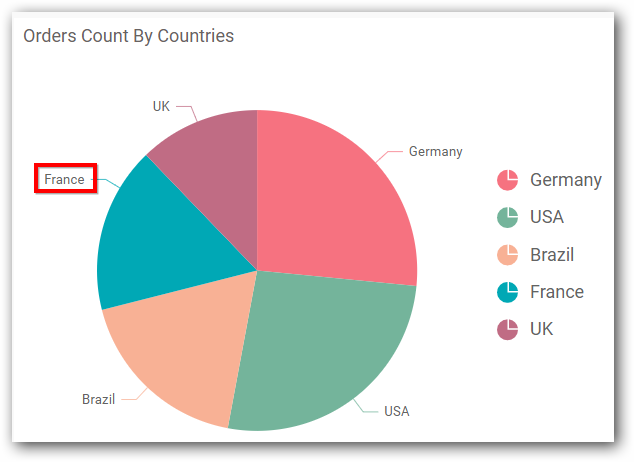 Orders Count By Countries
UK
Germany
France
Brazil
USA
Germany
USA
Brazil
France
UK